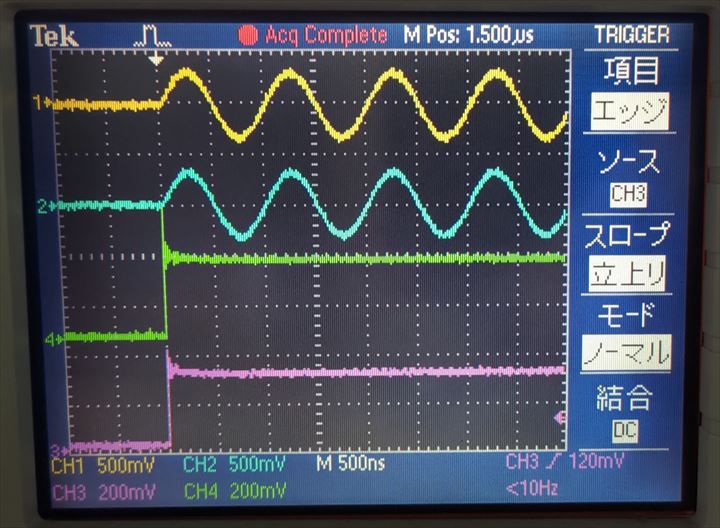 Tek Acq Complete M Pos: 1.500µs TRIGGER
項目
エッジ
1
ソース
CH3
2
スロープ
立上り
モード
4
ノーマル
結合
DC
3
CH1 500mV CH2 500mV M 500ns CH3 120mV
CH3 200mV CH4 200mV <10Hz